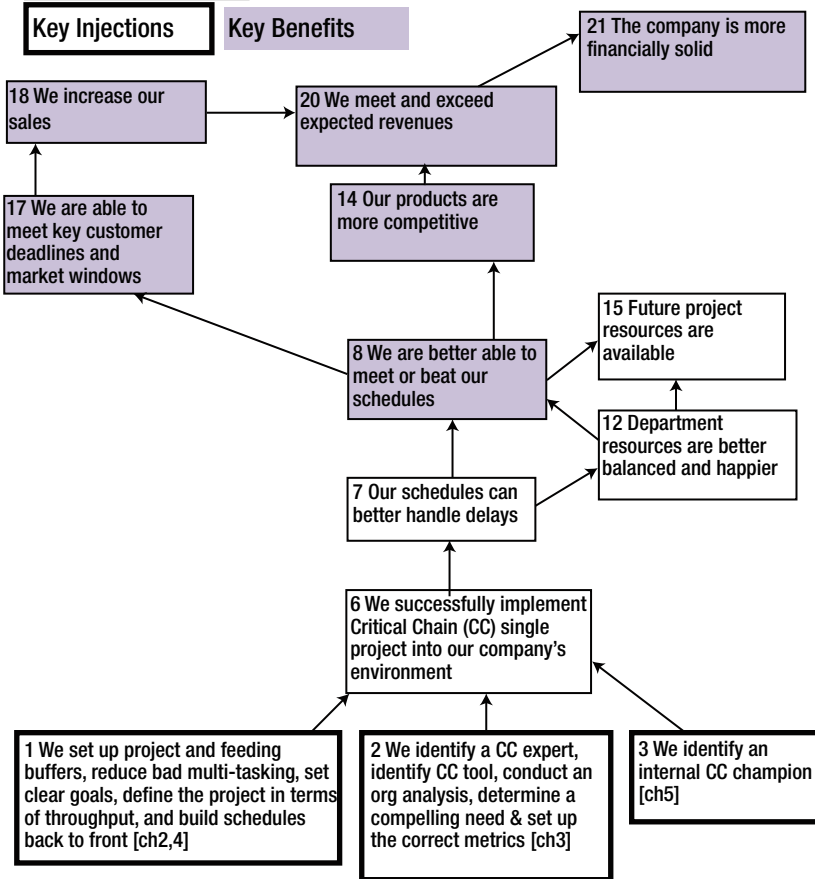 Key Injections
Key Benefits
21 The company is more
financially solid
18 We increase our
sales
20 We meet and exceed
expected revenues
17 We are able to
meet key customer
deadlines and
market windows
14 Our products are
more competitive
15 Future project
resources are
available
8 We are better able to
meet or beat our
schedules
12 Department
resources are better
balanced and happier
7 Our schedules can
better handle delays
6 We successfully implement
Critical Chain (CC) single
project into our company’s
environment
1 We set up project and feeding
buffers, reduce bad multi-tasking, set
clear goals, define the project in terms
of throughput, and build schedules
back to front [ch2,4]
2 We identify a CC expert,
identify CC tool, conduct an
org analysis, determine a
compelling need & set up
the correct metrics [ch3]
3 We identify an
internal CC champion
[ch5]